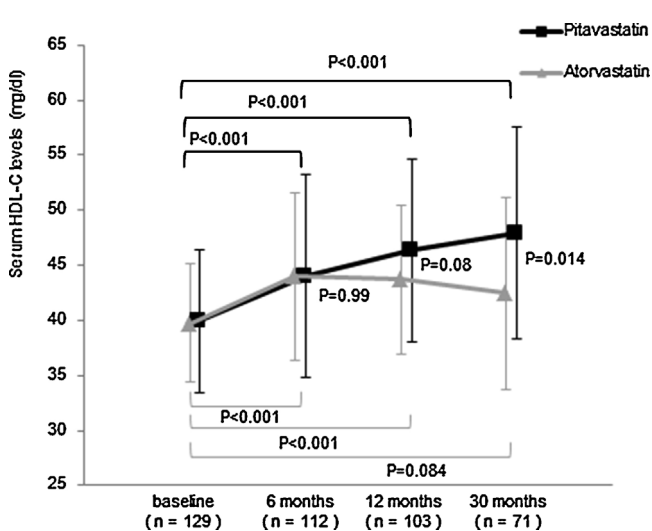 Pitavastatin
Atorvastatin
Serum HDL-C levels (mg/dl)
65
60
55
50
45
40
35
30
25
P<0.001
P<0.001
P<0.001
P=0.99
P=0.08
P=0.014
P<0.001
P<0.001
P=0.084
baseline 6 months 12 months 30 months
( n = 129 ) ( n = 112 ) ( n = 103 ) ( n = 71 )